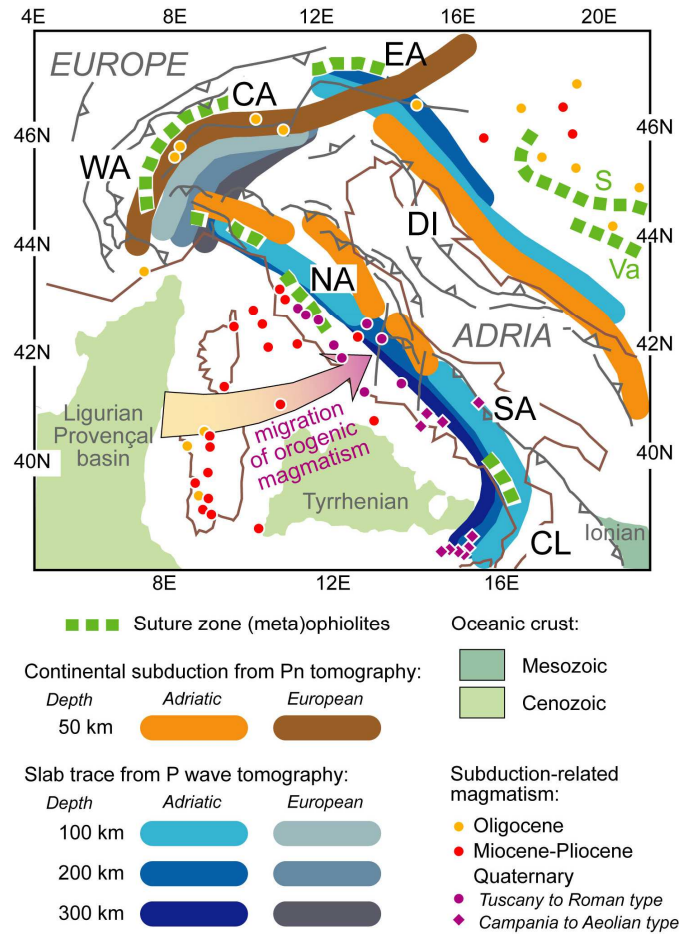 4E 8E 12E 16E 20E
EUROPE
EA
CA
46N 46N
WA
S
DI
44N 44N
Va
NA
ADRIA
42N 42N
SA
Ligurian
Provençal
basin
migration
of orogenic
magmatism
40N 40N
Tyrrhenian
Ionian
CL
8E 12E 16E
Suture zone (meta)ophiolites
Continental subduction from Pn tomography:
Depth Adriatic European
50 km
Slab trace from P wave tomography:
Depth Adriatic European
100 km
200 km
300 km
Oceanic crust:
Mesozoic
Cenozoic
Subduction-related
magmatism:
Oligocene
Miocene-Pliocene
Quaternary
Tuscany to Roman type
Campania to Aeolian type